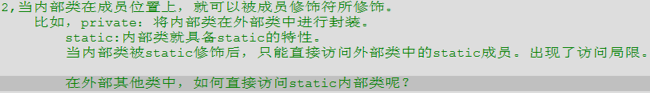 2,当内部类在成员位置上，就可以被成员修饰符所修饰。
比如，private：将内部类在外部类中进行封装。
static:内部类就具备static的特性。
当内部类被static修饰后，只能直接访问外部类中的static成员。出现了访问局限。
在外部其他类中，如何直接访问static内部类呢？